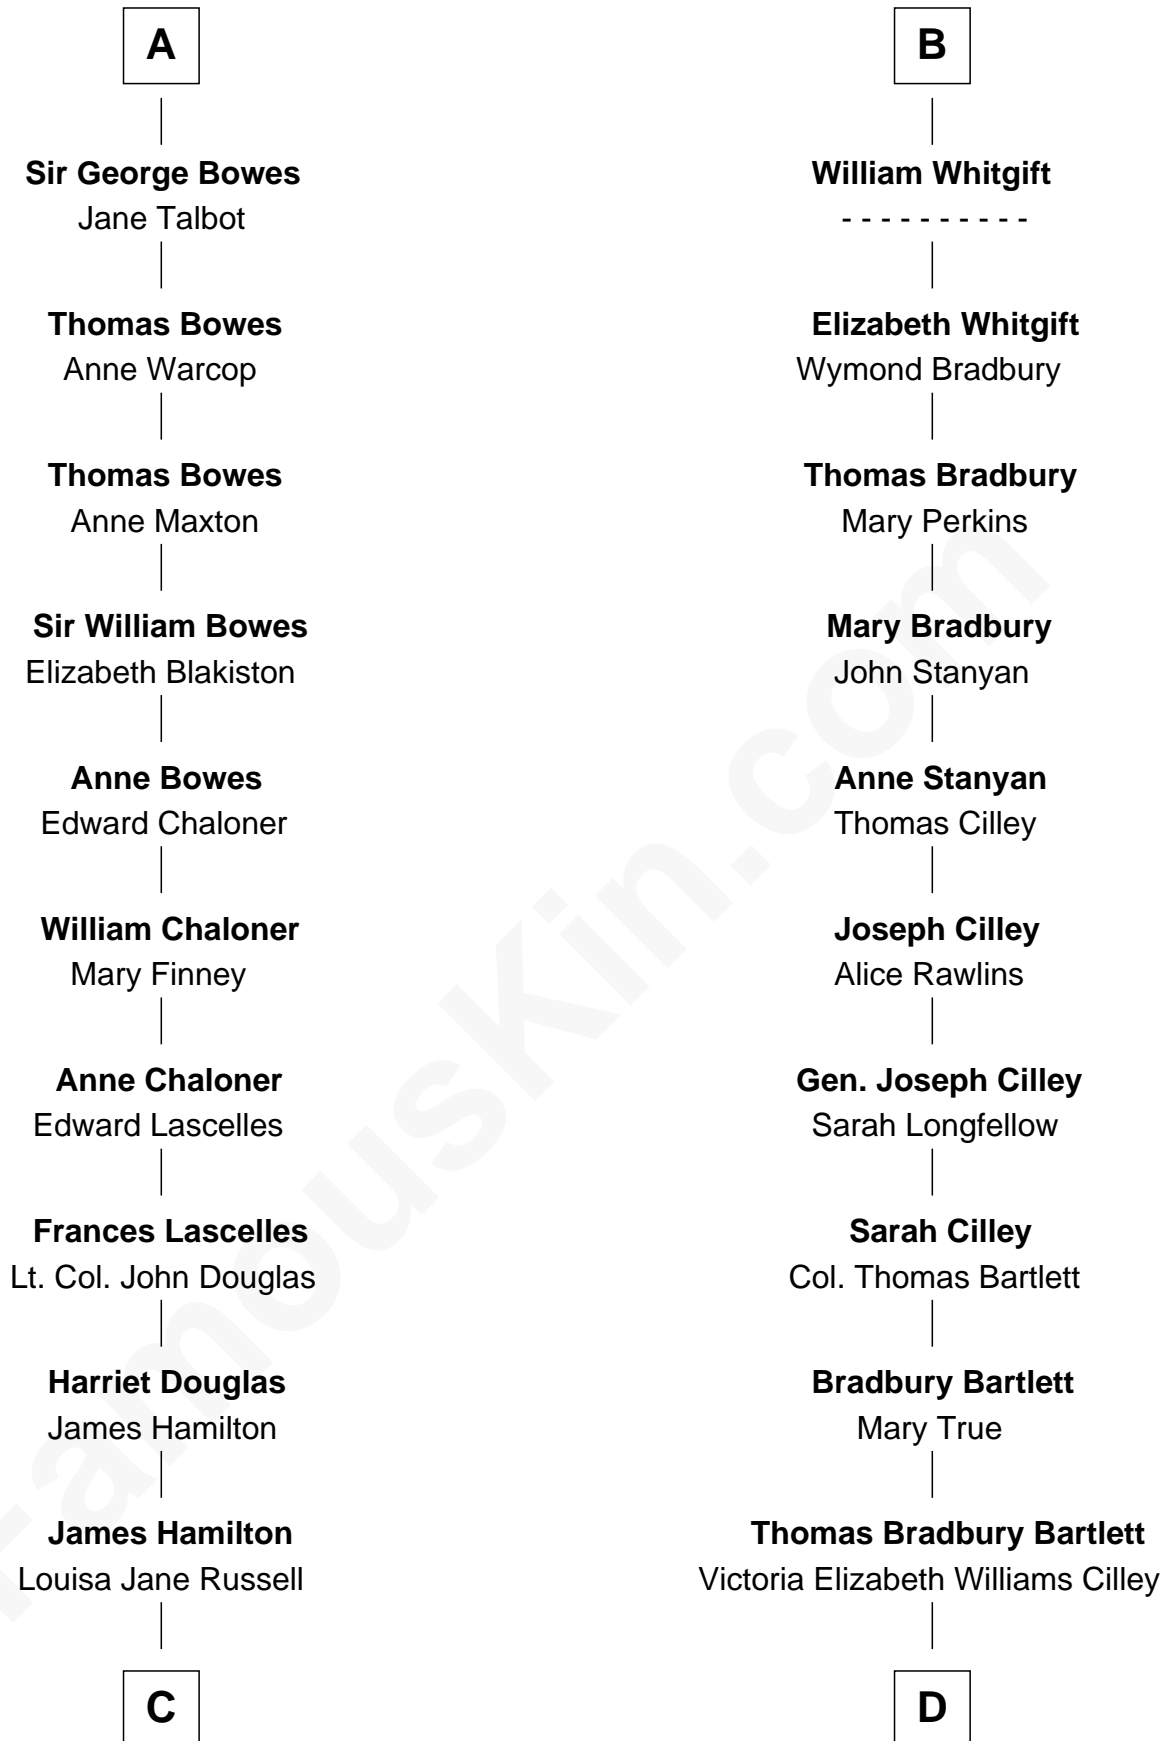 A
Sir George Bowes
Jane Talbot
Thomas Bowes
Anne Warcop
Thomas Bowes
Anne Maxton
Sir William Bowes
Elizabeth Blakiston
Anne Bowes
Edward Chaloner
William Chaloner
Mary Finney
Anne Chaloner
Edward Lascelles
Frances Lascelles
Lt. Col. John Douglas
Harriet Douglas
James Hamilton
James Hamilton
Louisa Jane Russell
C
B
William Whitgift
- - - - - - - - - -
Elizabeth Whitgift
Wymond Bradbury
Thomas Bradbury
Mary Perkins
Mary Bradbury
John Stanyan
Anne Stanyan
Thomas Cilley
Joseph Cilley
Alice Rawlins
Gen. Joseph Cilley
Sarah Longfellow
Sarah Cilley
Col. Thomas Bartlett
Bradbury Bartlett
Mary True
Thomas Bradbury Bartlett
Victoria Elizabeth Williams Cilley
D
FamousKin.com